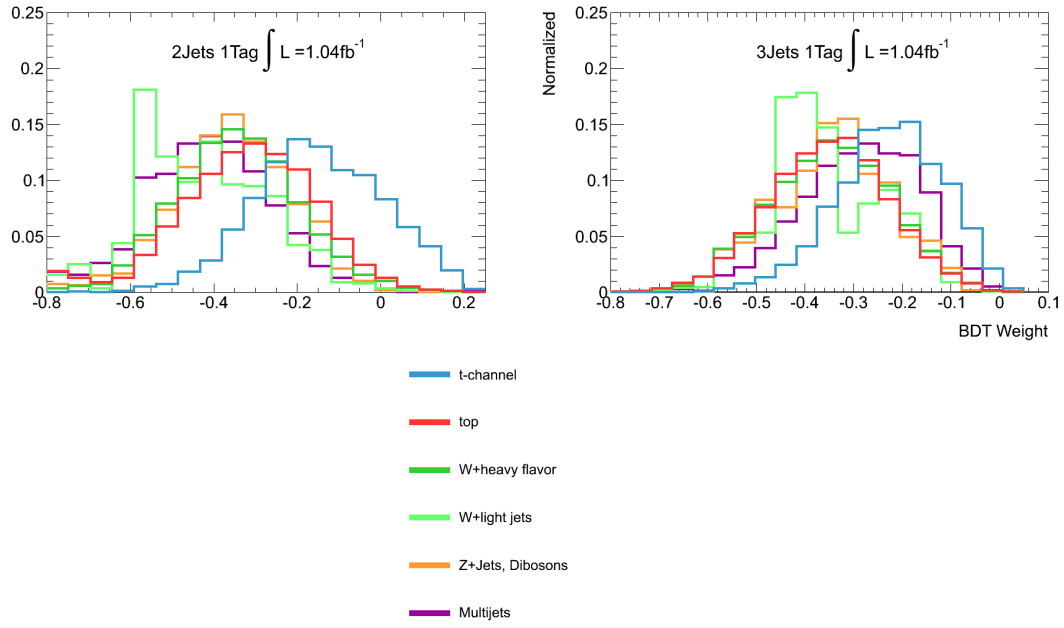 2Jets 1Tag ∫ L =1.04fb⁻¹
0.25
0.2
0.15
0.1
0.05
0
-0.8 -0.6 -0.4 -0.2 0 0.2
Normalized
3Jets 1Tag ∫ L =1.04fb⁻¹
0.25
0.2
0.15
0.1
0.05
0
-0.8 -0.7 -0.6 -0.5 -0.4 -0.3 -0.2 -0.1 0 0.1
BDT Weight
t-channel
top
W+heavy flavor
W+light jets
Z+Jets, Dibosons
Multijets